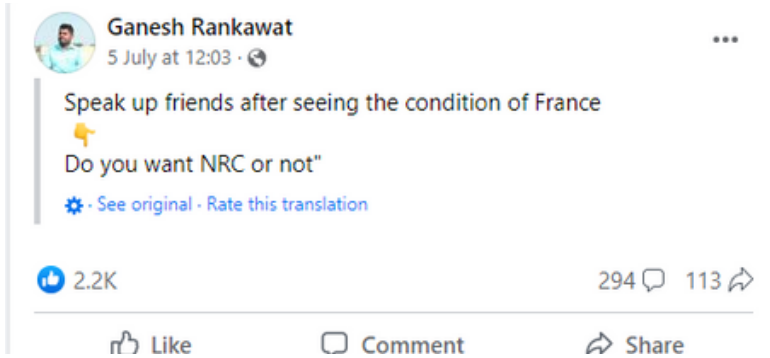 Ganesh Rankawat
5 July at 12:03 ·
Speak up friends after seeing the condition of France
👇
Do you want NRC or not"
· See original · Rate this translation
2.2K 294 113
Like Comment Share